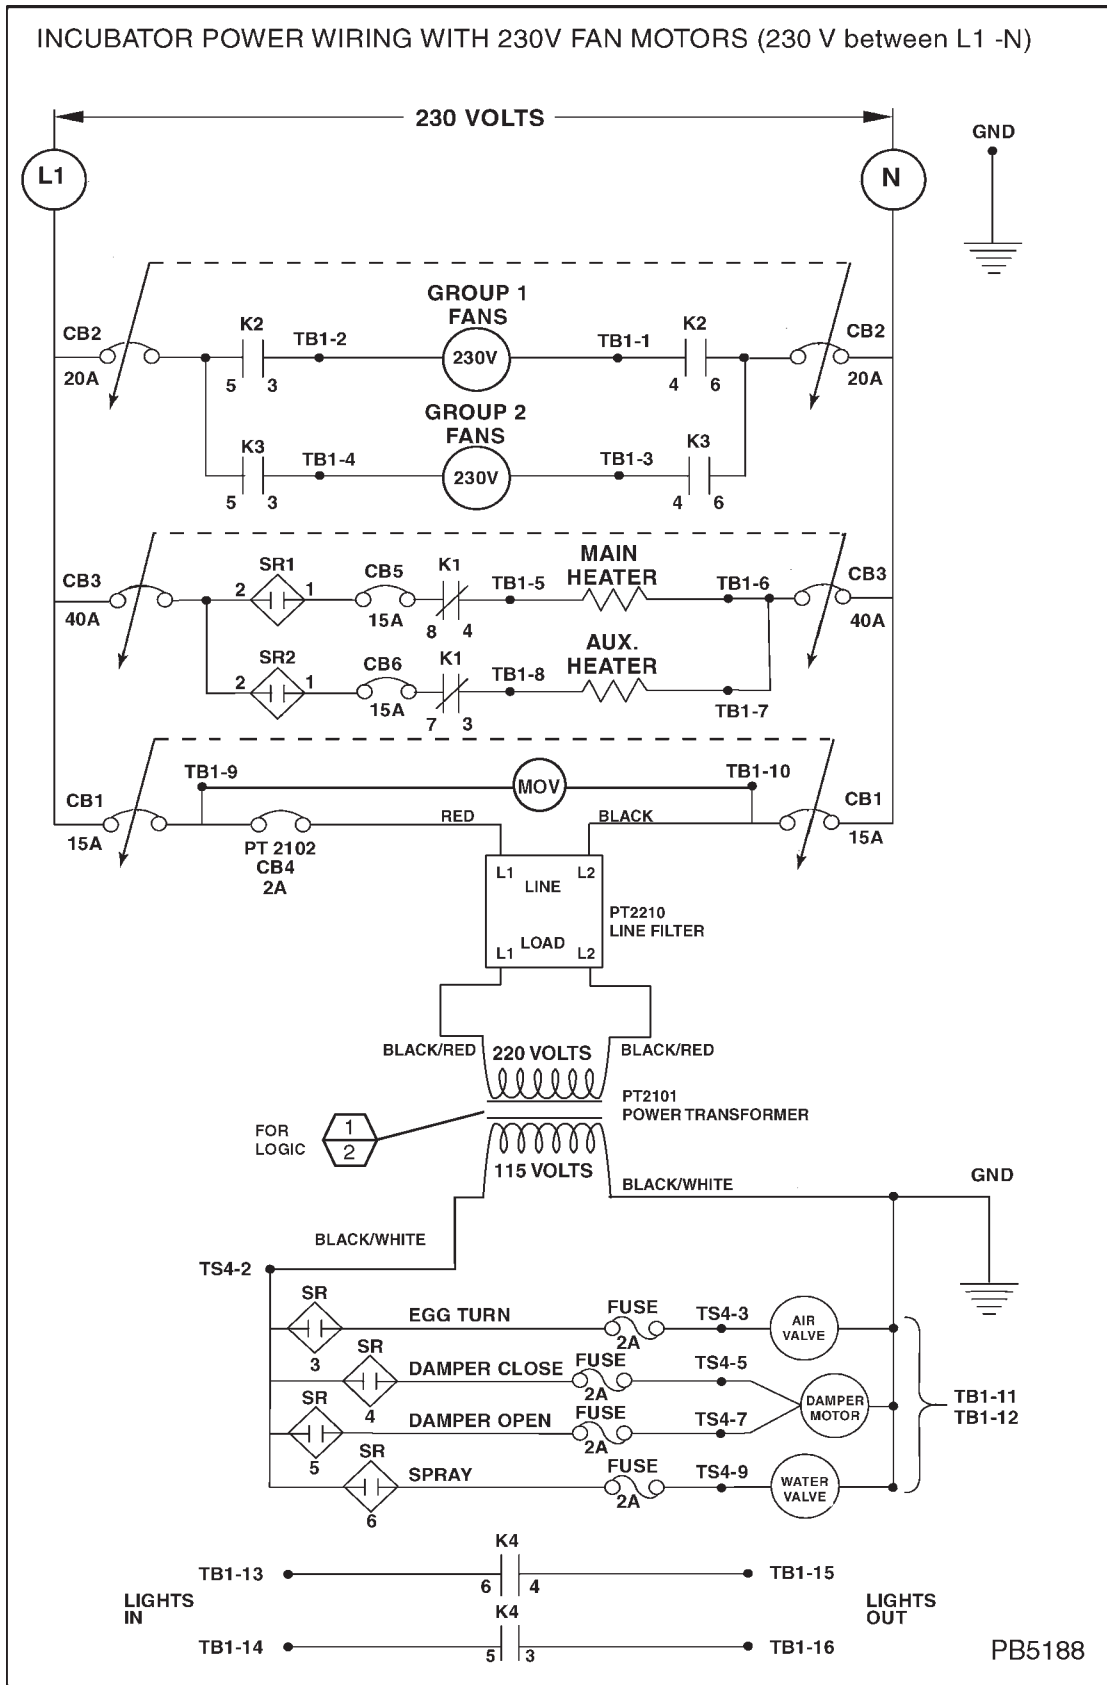 INCUBATOR POWER WIRING WITH 230V FAN MOTORS (230 V between L1 -N)
230 VOLTS
GND
L1
N
GROUP 1
FANS
CB2
K2
TB1-2
230V
TB1-1
K2
CB2
20A
5
3
4
6
20A
GROUP 2
FANS
K3
TB1-4
230V
TB1-3
K3
5
3
4
6
MAIN
HEATER
CB3
SR1
CB5
K1
TB1-5
TB1-6
CB3
2
1
40A
15A
8
4
40A
AUX.
HEATER
SR2
CB6
K1
TB1-8
2
1
15A
7
3
TB1-7
TB1-9
MOV
TB1-10
CB1
RED
BLACK
CB1
15A
PT 2102
CB4
2A
15A
L1
L2
LINE
PT2210
LINE FILTER
LOAD
L1
L2
BLACK/RED
220 VOLTS
BLACK/RED
PT2101
POWER TRANSFORMER
FOR
LOGIC
1
2
115 VOLTS
BLACK/WHITE
GND
BLACK/WHITE
TS4-2
SR
EGG TURN
FUSE
TS4-3
AIR
VALVE
3
2A
SR
DAMPER CLOSE
FUSE
TS4-5
4
2A
SR
DAMPER OPEN
FUSE
TS4-7
DAMPER
MOTOR
TB1-11
TB1-12
5
2A
SR
SPRAY
FUSE
TS4-9
WATER
VALVE
6
2A
K4
TB1-13
6
4
TB1-15
LIGHTS
IN
LIGHTS
OUT
K4
TB1-14
5
3
TB1-16
PB5188